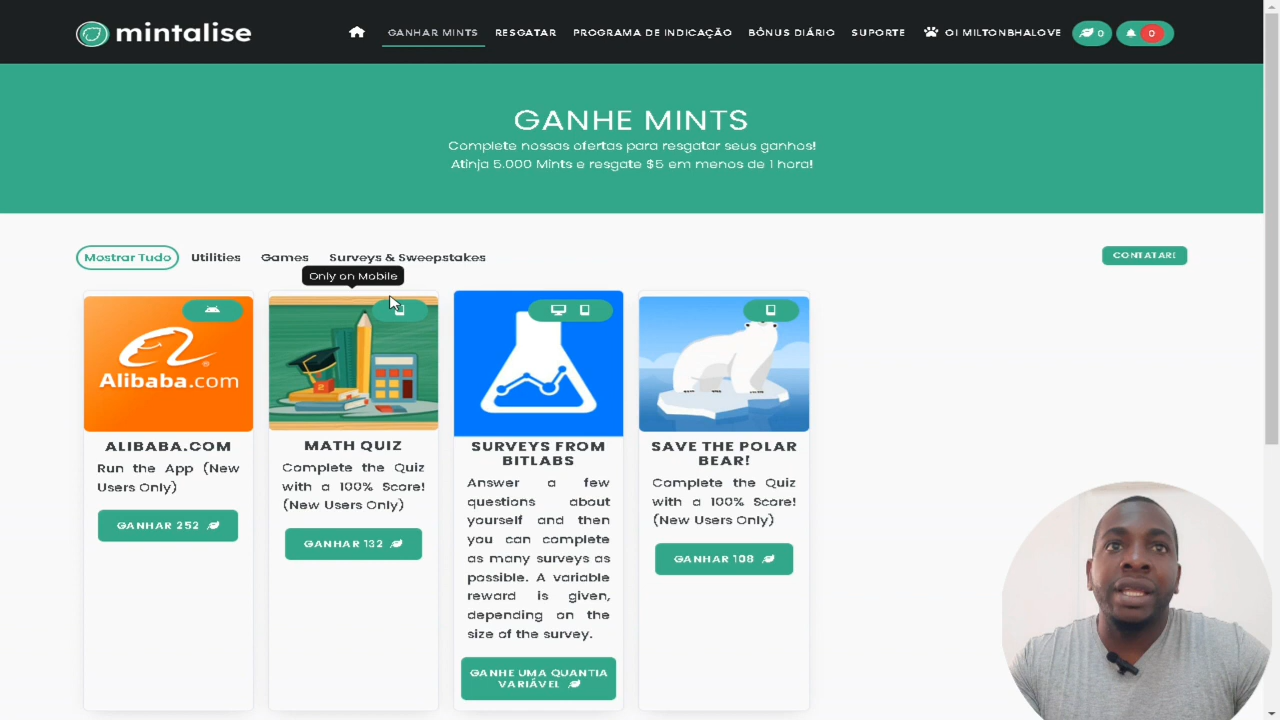 mintalise
GANHAR MINTS
RESGATAR
PROGRAMA DE INDICAÇÃO
BÔNUS DIÁRIO
SUPORTE
OI MILTONBHALOVE
0
0
GANHE MINTS
Complete nossas ofertas para resgatar seus ganhos!
Atinja 5.000 Mints e resgate $5 em menos de 1 hora!
Mostrar Tudo
Utilities
Games
Surveys & Sweepstakes
CONTATAR!
Only on Mobile
Alibaba.com
ALIBABA.COM
Run the App (New
Users Only)
GANHAR 252
MATH QUIZ
Complete the Quiz
with a 100% Score!
(New Users Only)
GANHAR 132
SURVEYS FROM
BITLABS
Answer a few
questions about
yourself and then
you can complete
as many surveys as
possible. A variable
reward is given,
depending on the
size of the survey.
GANHE UMA QUANTIA
VARIÁVEL
SAVE THE POLAR
BEAR!
Complete the Quiz
with a 100% Score!
(New Users Only)
GANHAR 108